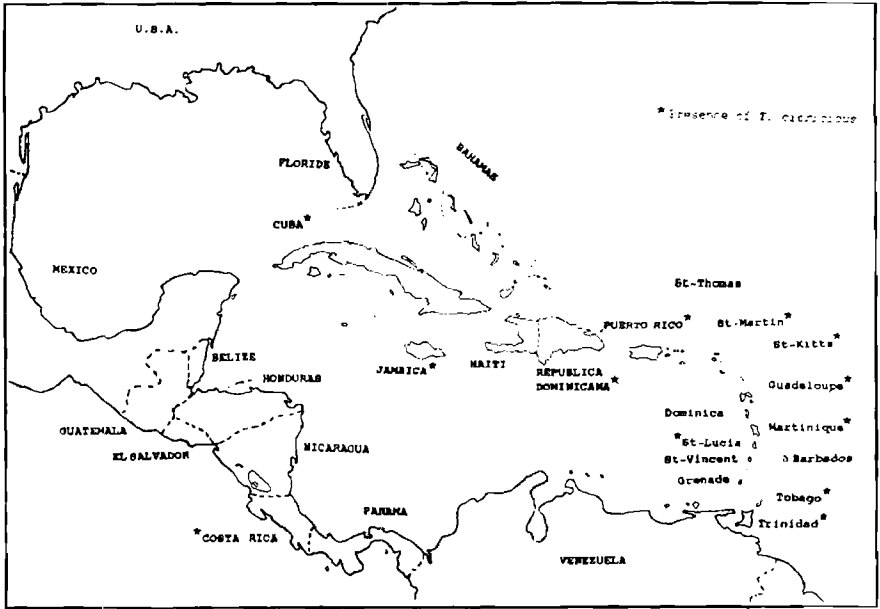 U.S.A.
*Presence of T.
FLORIDE
BAHAMAS
CUBA*
MEXICO
St-Thomas
PUERTO RICO*
St-Martin*
St-Kitts*
BELIZE
JAMAICA*
HAITI
REPUBLICA
DOMINICANA*
HONDURAS
Guadeloupe*
Dominica
Martinique*
GUATEMALA
*St-Lucia
EL SALVADOR
NICARAGUA
St-Vincent
Barbados
Grenade
Tobago*
PANAMA
Trinidad*
*COSTA RICA
VENEZUELA